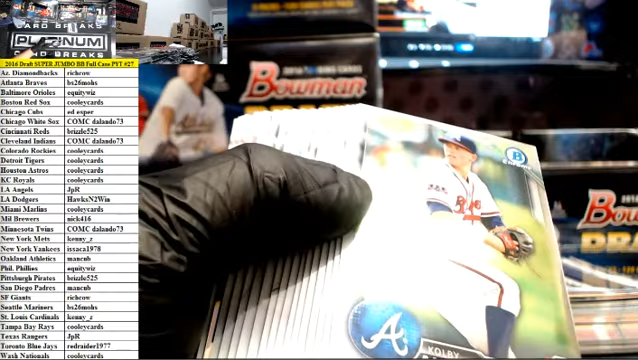 CARD BREAKS
PLATINUM
CARD BREAKS
2016 Draft SUPER JUMBO BB Full Case PYT #27
Az. Diamondbacks richcow
Atlanta Braves bs26mohs
Baltimore Orioles equitywiz
Boston Red Sox cooleycards
Chicago Cubs ed esper
Chicago White Sox COMC dalando73
Cincinnati Reds brizzle525
Cleveland Indians COMC dalando73
Colorado Rockies cooleycards
Detroit Tigers cooleycards
Houston Astros cooleycards
KC Royals cooleycards
LA Angels JpR
LA Dodgers HawksN2Win
Miami Marlins cooleycards
Mil Brewers nick416
Minnesota Twins COMC dalando73
New York Mets kenny_z
New York Yankees issaca1978
Oakland Athletics mancub
Phil. Phillies equitywiz
Pittsburgh Pirates brizzle525
San Diego Padres mancub
SF Giants richcow
Seattle Mariners bs26mohs
St. Louis Cardinals kenny_z
Tampa Bay Rays cooleycards
Texas Rangers JpR
Toronto Blue Jays redraider1977
Wash Nationals cooleycards
Bowman
Bow
DRA
B
A
KOLBY